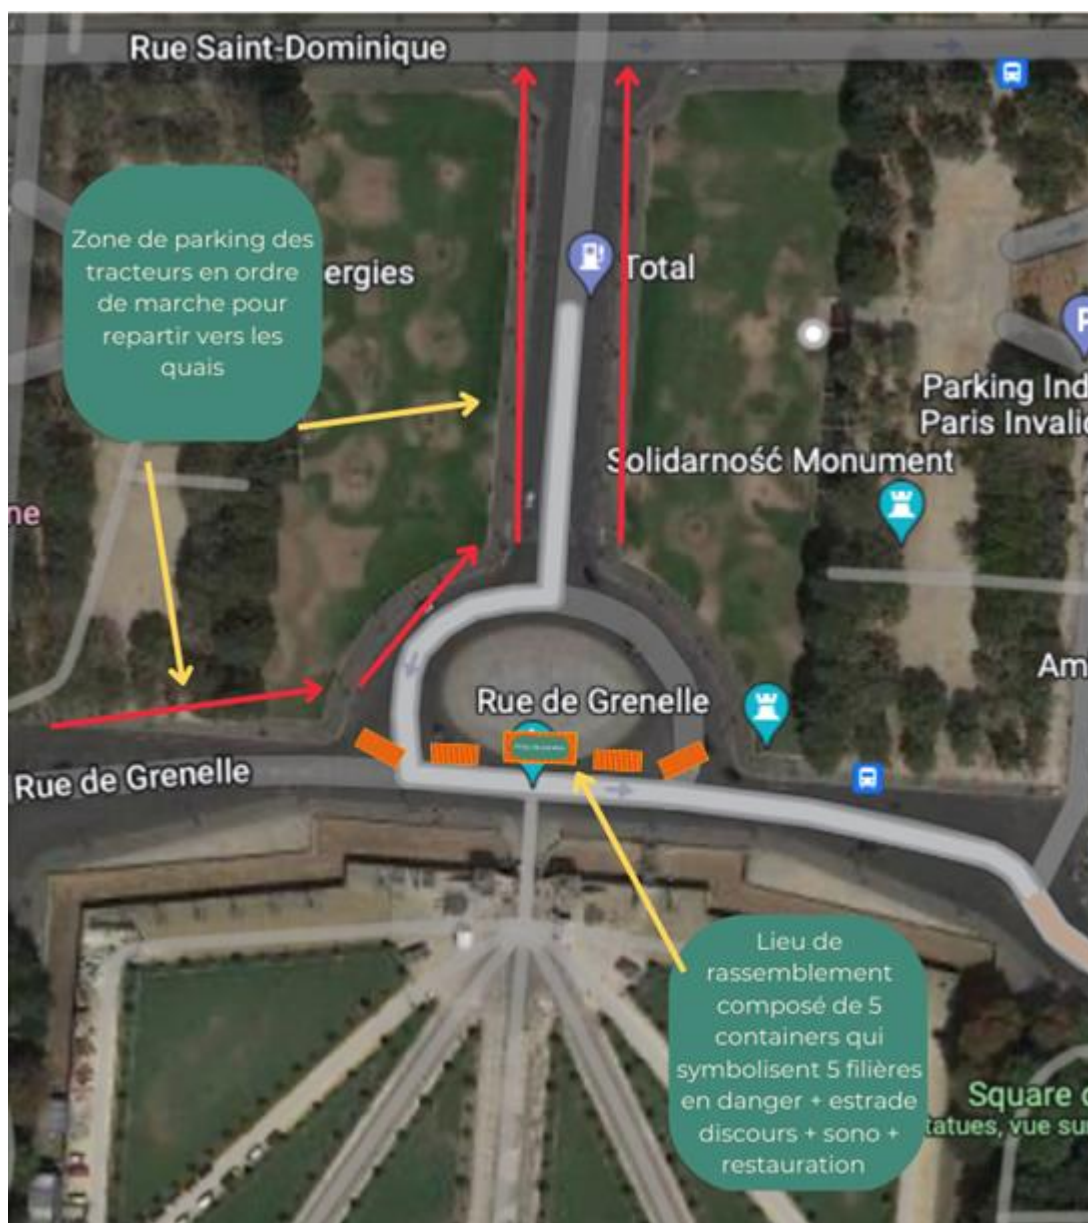 Rue Saint-Dominique
Zone de parking des
tracteurs en ordre
de marche pour
repartir vers les
quais
ergies
Total
Parking Ind
Paris Invalid
Solidarność Monument
ne
Am
Rue de Grenelle
Rue de Grenelle
Lieu de
rassemblement
composé de 5
containers qui
symbolisent 5 filières
en danger + estrade
discours + sono +
restauration
Square
tatues, vue su